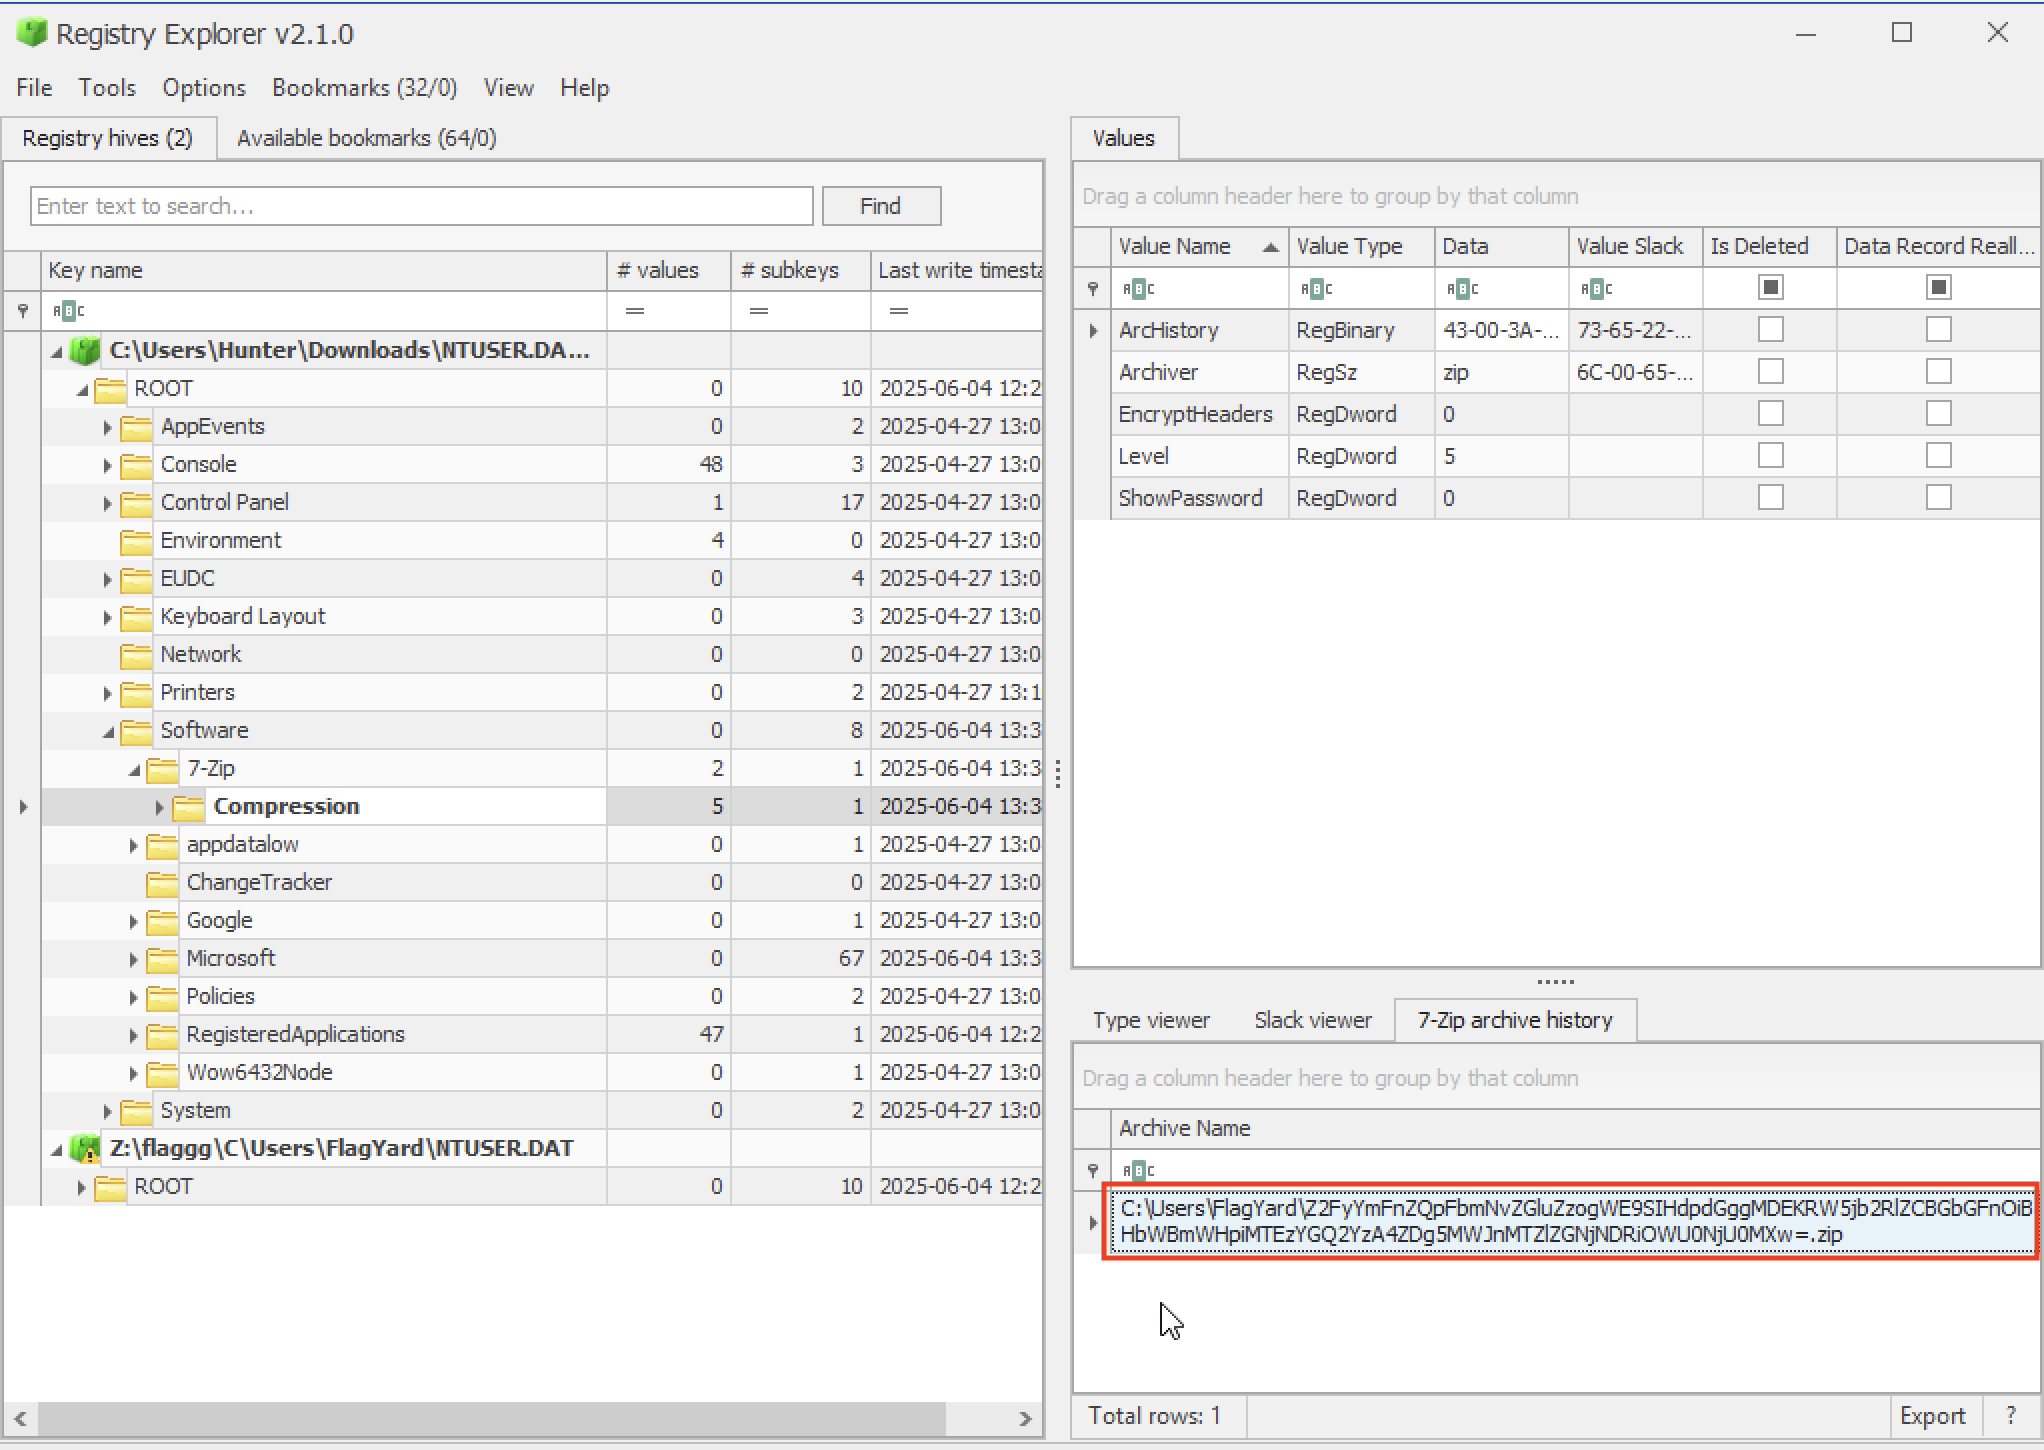 Registry Explorer v2.1.0
File Tools Options Bookmarks (32/0) View Help
Registry hives (2) Available bookmarks (64/0)
Enter text to search... Find
Key name # values # subkeys Last write timesta
ABC = = =
C:\Users\Hunter\Downloads\NTUSER.DA...
ROOT 0 10 2025-06-04 12:2
AppEvents 0 2 2025-04-27 13:0
Console 48 3 2025-04-27 13:0
Control Panel 1 17 2025-04-27 13:0
Environment 4 0 2025-04-27 13:0
EUDC 0 4 2025-04-27 13:0
Keyboard Layout 0 3 2025-04-27 13:0
Network 0 0 2025-04-27 13:0
Printers 0 2 2025-04-27 13:1
Software 0 8 2025-06-04 13:3
7-Zip 2 1 2025-06-04 13:3
Compression 5 1 2025-06-04 13:3
appdatalow 0 1 2025-04-27 13:0
ChangeTracker 0 0 2025-04-27 13:0
Google 0 1 2025-04-27 13:0
Microsoft 0 67 2025-06-04 13:3
Policies 0 2 2025-04-27 13:0
RegisteredApplications 47 1 2025-06-04 12:2
Wow6432Node 0 1 2025-04-27 13:0
System 0 2 2025-04-27 13:0
Z:\flaggg\C\Users\FlagYard\NTUSER.DAT
ROOT 0 10 2025-06-04 12:2
Values
Drag a column header here to group by that column
Value Name Value Type Data Value Slack Is Deleted Data Record Reall...
ABC ABC ABC ABC
ArcHistory RegBinary 43-00-3A-... 73-65-22-...
Archiver RegSz zip 6C-00-65-...
EncryptHeaders RegDword 0
Level RegDword 5
ShowPassword RegDword 0
Type viewer Slack viewer 7-Zip archive history
Drag a column header here to group by that column
Archive Name
ABC
C:\Users\FlagYard\Z2FyYmFnZQpFbmNvZGluZzogWE9SIHdpdGggMDEKRW5jb2RlZCBGbGFnOiB
HbWBmWHpiMTEzYGQ2YzA4ZDg5MWJnMTZlZGNjNDRiOWU0NjU0MXw=.zip
Total rows: 1 Export ?